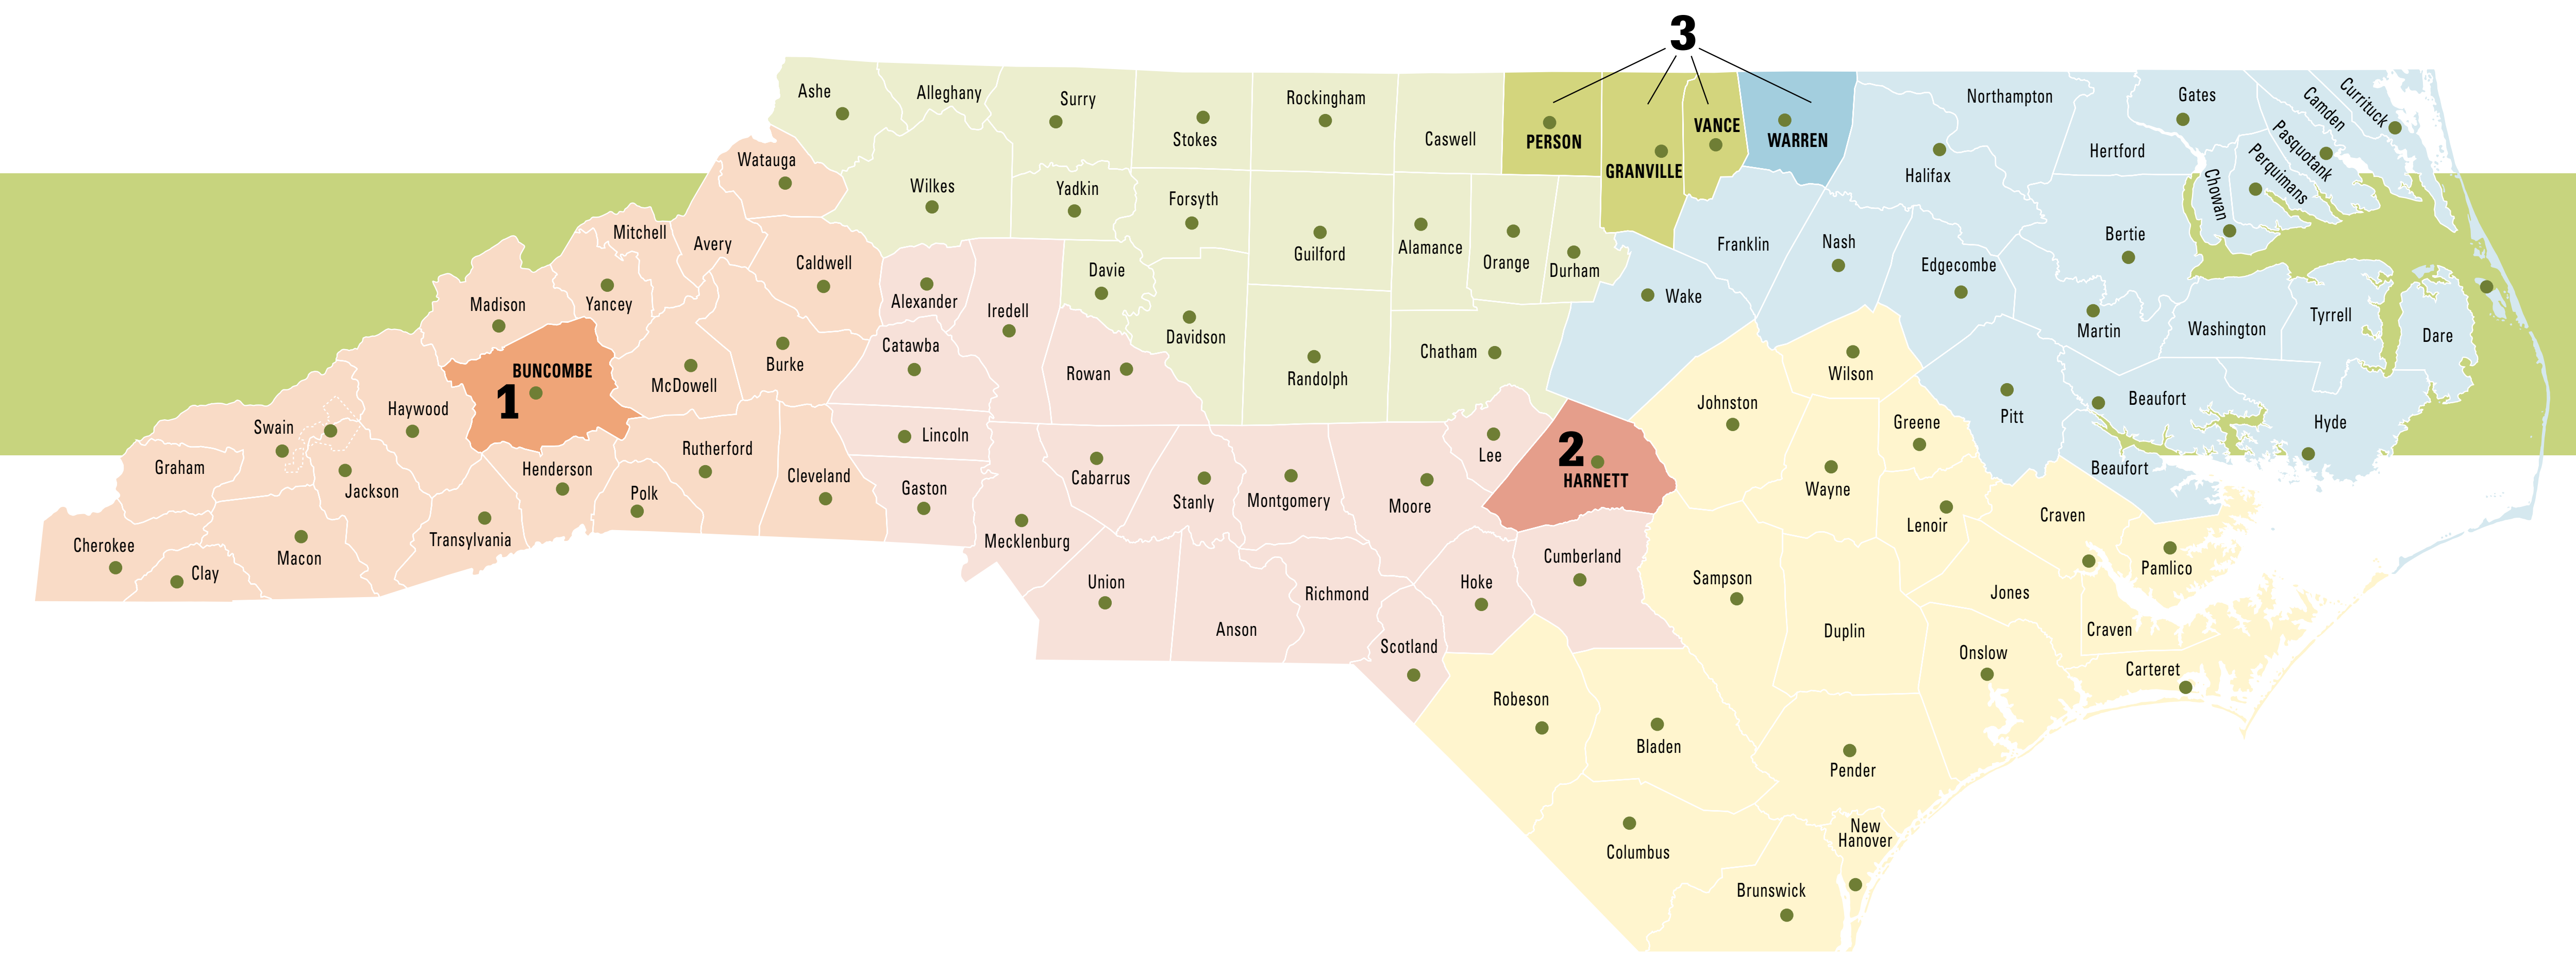 3
Ashe
Alleghany
Surry
Stokes
Rockingham
Caswell
PERSON
GRANVILLE
VANCE
WARREN
Northampton
Gates
Camden
Currituck
Pasquotank
Perquimans
Chowan
Hertford
Halifax
Watauga
Wilkes
Yadkin
Forsyth
Guilford
Alamance
Orange
Durham
Franklin
Nash
Edgecombe
Bertie
Mitchell
Avery
Caldwell
Alexander
Iredell
Davie
Davidson
Randolph
Chatham
Wake
Martin
Washington
Tyrrell
Dare
Madison
Yancey
McDowell
Burke
Catawba
Rowan
BUNCOMBE
1
Haywood
Swain
Graham
Jackson
Henderson
Polk
Rutherford
Cleveland
Lincoln
Gaston
Cabarrus
Stanly
Montgomery
Moore
Lee
2
HARNETT
Johnston
Wilson
Greene
Pitt
Beaufort
Hyde
Beaufort
Wayne
Lenoir
Craven
Pamlico
Cherokee
Clay
Macon
Transylvania
Mecklenburg
Union
Anson
Richmond
Scotland
Hoke
Cumberland
Sampson
Duplin
Jones
Craven
Carteret
Onslow
Robeson
Bladen
Pender
New
Hanover
Columbus
Brunswick